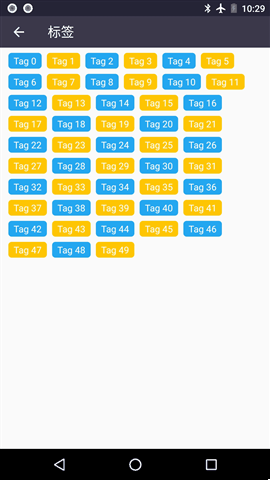 10:29
标签
Tag 0 Tag 1 Tag 2 Tag 3 Tag 4 Tag 5
Tag 6 Tag 7 Tag 8 Tag 9 Tag 10 Tag 11
Tag 12 Tag 13 Tag 14 Tag 15 Tag 16
Tag 17 Tag 18 Tag 19 Tag 20 Tag 21
Tag 22 Tag 23 Tag 24 Tag 25 Tag 26
Tag 27 Tag 28 Tag 29 Tag 30 Tag 31
Tag 32 Tag 33 Tag 34 Tag 35 Tag 36
Tag 37 Tag 38 Tag 39 Tag 40 Tag 41
Tag 42 Tag 43 Tag 44 Tag 45 Tag 46
Tag 47 Tag 48 Tag 49